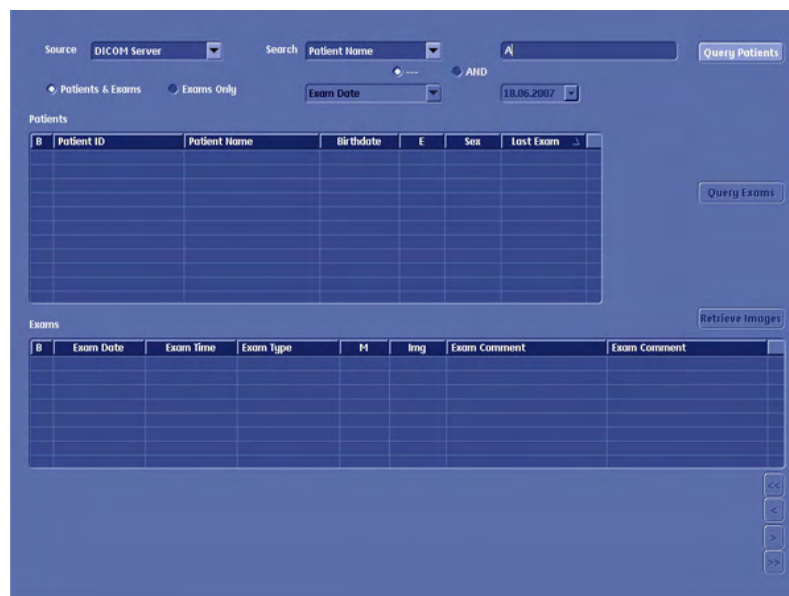 Source DICOM Server Search Patient Name A Query Patients
--- AND
Patients & Exams Exams Only Exam Date 18.06.2007
Patients
B Patient ID Patient Name Birthdate E Sex Last Exam
Query Exams
Retrieve Images
Exams
B Exam Date Exam Time Exam Type M Img Exam Comment Exam Comment
<<
<
>
>>